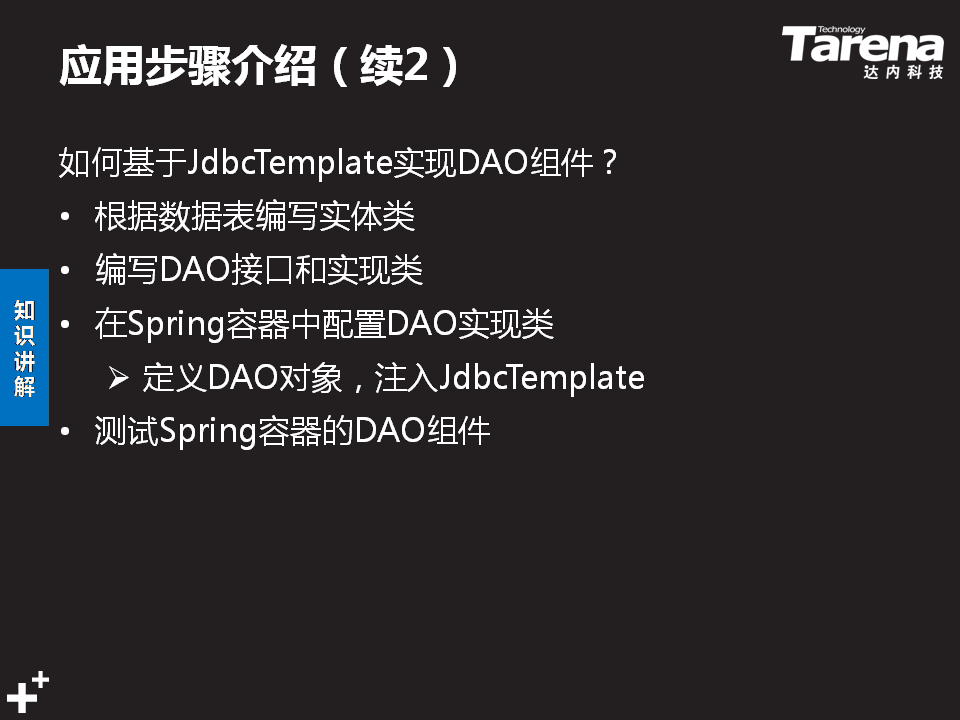 应用步骤介绍（续2）
Technology
Tarena
达内科技
如何基于JdbcTemplate实现DAO组件？
• 根据数据表编写实体类
• 编写DAO接口和实现类
• 在Spring容器中配置DAO实现类
➢ 定义DAO对象，注入JdbcTemplate
• 测试Spring容器的DAO组件
知识讲解